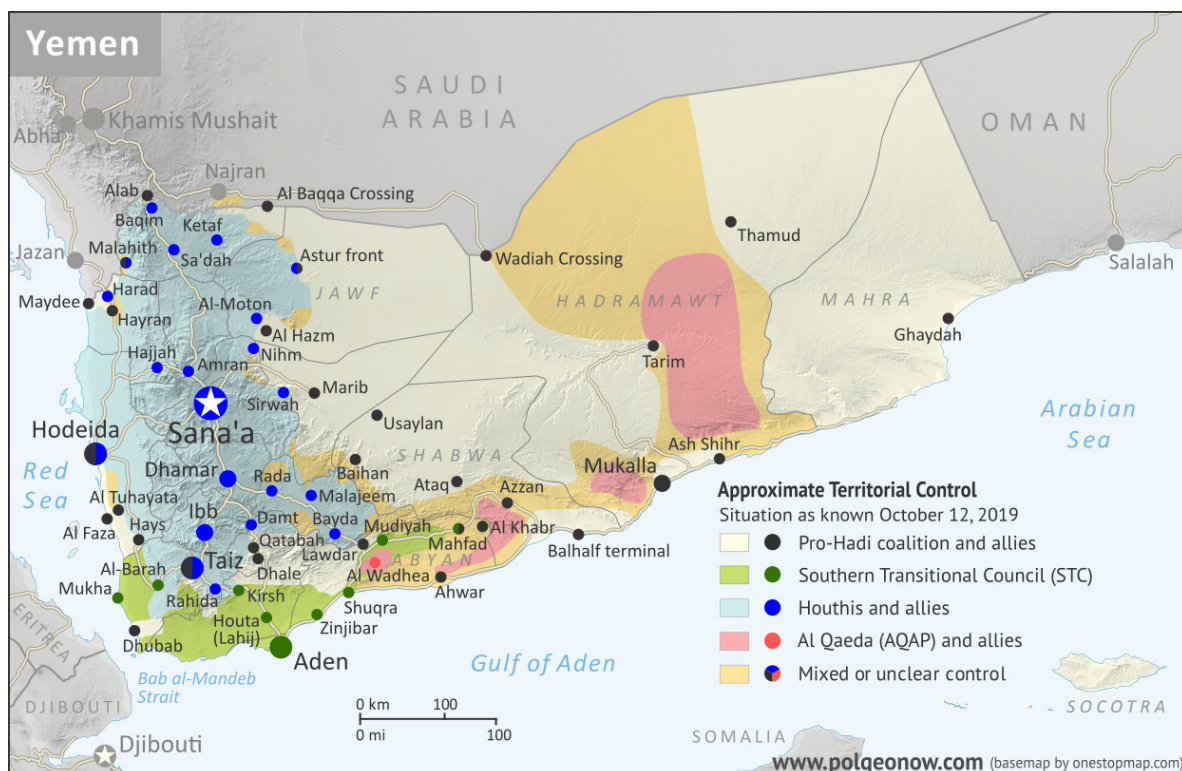 Yemen
SAUDI
ARABIA
OMAN
Khamis Mushait
Abha
Najran
Alab
Al Baqqa Crossing
Baqim
Ketaf
Malahith
Sa'dah
Astur front
Wadiah Crossing
Thamud
Jazan
Salalah
Harad
Maydee
Hayran
Al-Moton
JAWF
HADRAMAWT
MAHRA
Al Hazm
Ghaydah
Nihm
Hajjah
Amran
Tarim
Marib
Sirwah
Sana'a
Usaylan
Arabian
Sea
Hodeida
Red
Sea
Dhamar
Rada
Baihan
SHABWA
Ash Shihr
Mukalla
Malajeem
Ataq
Azzan
Al Tuhayata
Ibb
Damt
Bayda
Mudiyah
Al Khabr
Al Faza
Hays
Qatabah
Lawdar
Mahfad
Balhalf terminal
Taiz
Dhale
ABYAN
Al-Barah
Al Wadhea
Ahwar
Mukha
Rahida
Kirsh
Shuqra
Houta
(Lahij)
Zinjibar
Dhubab
Aden
Gulf of Aden
Bab al-Mandeb
Strait
ERITREA
DJIBOUTI
Djibouti
SOMALIA
SOCOTRA
0 km 100
0 mi 100
Approximate Territorial Control
Situation as known October 12, 2019
Pro-Hadi coalition and allies
Southern Transitional Council (STC)
Houthis and allies
Al Qaeda (AQAP) and allies
Mixed or unclear control
www.polgeonow.com (basemap by onestopmap.com)